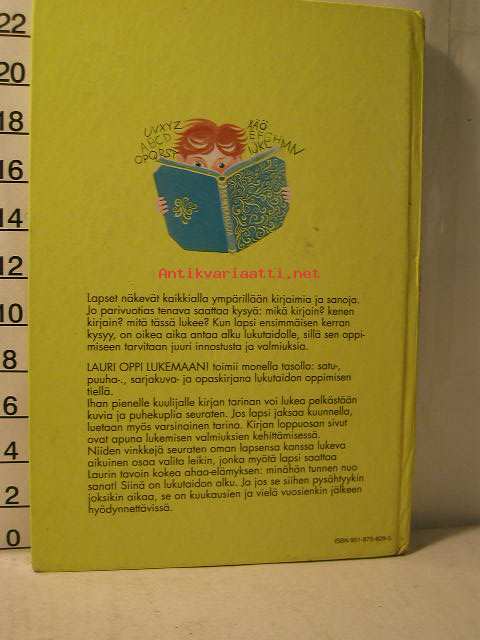 22
20
18
16
14
12
10
8
6
4
2
0
UVXYZ
ABCD
OPQRST
ÅÄÖ
EFGHMN
IJKL
Antikvariaatti.net
Lapset näkevät kaikkialla ympärillään kirjaimia ja sanoja.
Jo parivuotias tenava saattaa kysyä: mikä kirjain? kenen
kirjain? mitä tässä lukee? Kun lapsi ensimmäisen kerran
kysyy, on oikea aika antaa alku lukutaidolle, sillä sen oppi-
miseen tarvitaan juuri innostusta ja valmiuksia.
LAURI OPPI LUKEMAAN! toimii monella tasolla: satu-,
puuha-, sarjakuva- ja opaskirjana lukutaidon oppimisen
tiellä.
Ihan pienelle kuulijalle kirjan tarinan voi lukea pelkästään
kuvia ja puhekuplia seuraten. Jos lapsi jaksaa kuunnella,
luetaan myös varsinainen tarina. Kirjan loppuosan sivut
ovat apuna lukemisen valmiuksien kehittämisessä.
Niiden vinkkejä seuraten oman lapsensa kanssa lukeva
aikuinen osaa valita leikin, jonka myötä lapsi saattaa
Laurin tavoin kokea ahaa-elämyksen: minähän tunnen nuo
sanat! Siinä on lukutaidon alku. Ja jos se siihen pysähtyykin
joksikin aikaa, se on kuukausien ja vielä vuosienkin jälkeen
hyödynnettävissä.